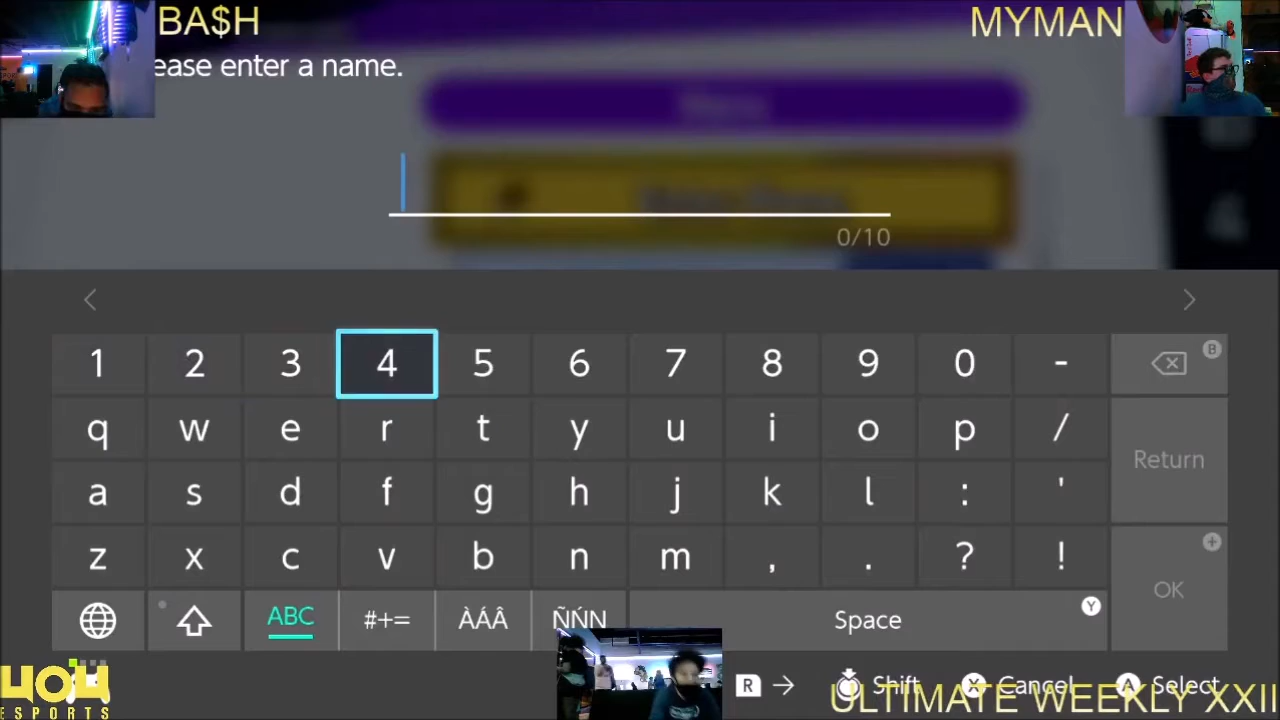 BA$H
MYMAN
ease enter a name.
0/10
1 2 3 4 5 6 7 8 9 0 -
B
q w e r t y u i o p /
Return
a s d f g h j k l : '
z x c v b n m , . ? !
+
OK
ABC #+= ÀÁÂ ÑŃN Space
Y
R → Shift X Cancel A Select
404
ESPORTS
ULTIMATE WEEKLY XXII